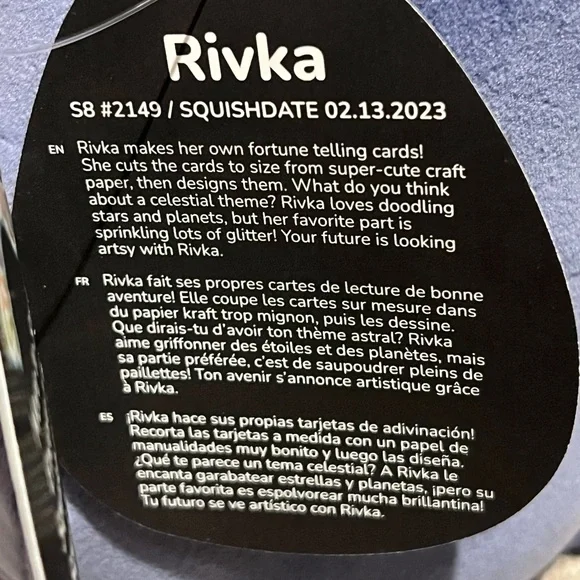 Rivka
S8 #2149 / SQUISHDATE 02.13.2023
EN Rivka makes her own fortune telling cards!
She cuts the cards to size from super-cute craft
paper, then designs them. What do you think
about a celestial theme? Rivka loves doodling
stars and planets, but her favorite part is
sprinkling lots of glitter! Your future is looking
artsy with Rivka.
FR Rivka fait ses propres cartes de lecture de bonne
aventure! Elle coupe les cartes sur mesure dans
du papier kraft trop mignon, puis les dessine.
Que dirais-tu d'avoir ton thème astral? Rivka
aime griffonner des étoiles et des planètes, mais
sa partie préférée, c'est de saupoudrer pleins de
paillettes! Ton avenir s'annonce artistique grâce
à Rivka.
ES ¡Rivka hace sus propias tarjetas de adivinación!
Recorta las tarjetas a medida con un papel de
manualidades muy bonito y luego las diseña.
¿Qué te parece un tema celestial? A Rivka le
encanta garabatear estrellas y planetas, ¡pero su
parte favorita es espolvorear mucha brillantina!
Tu futuro se ve artístico con Rivka.